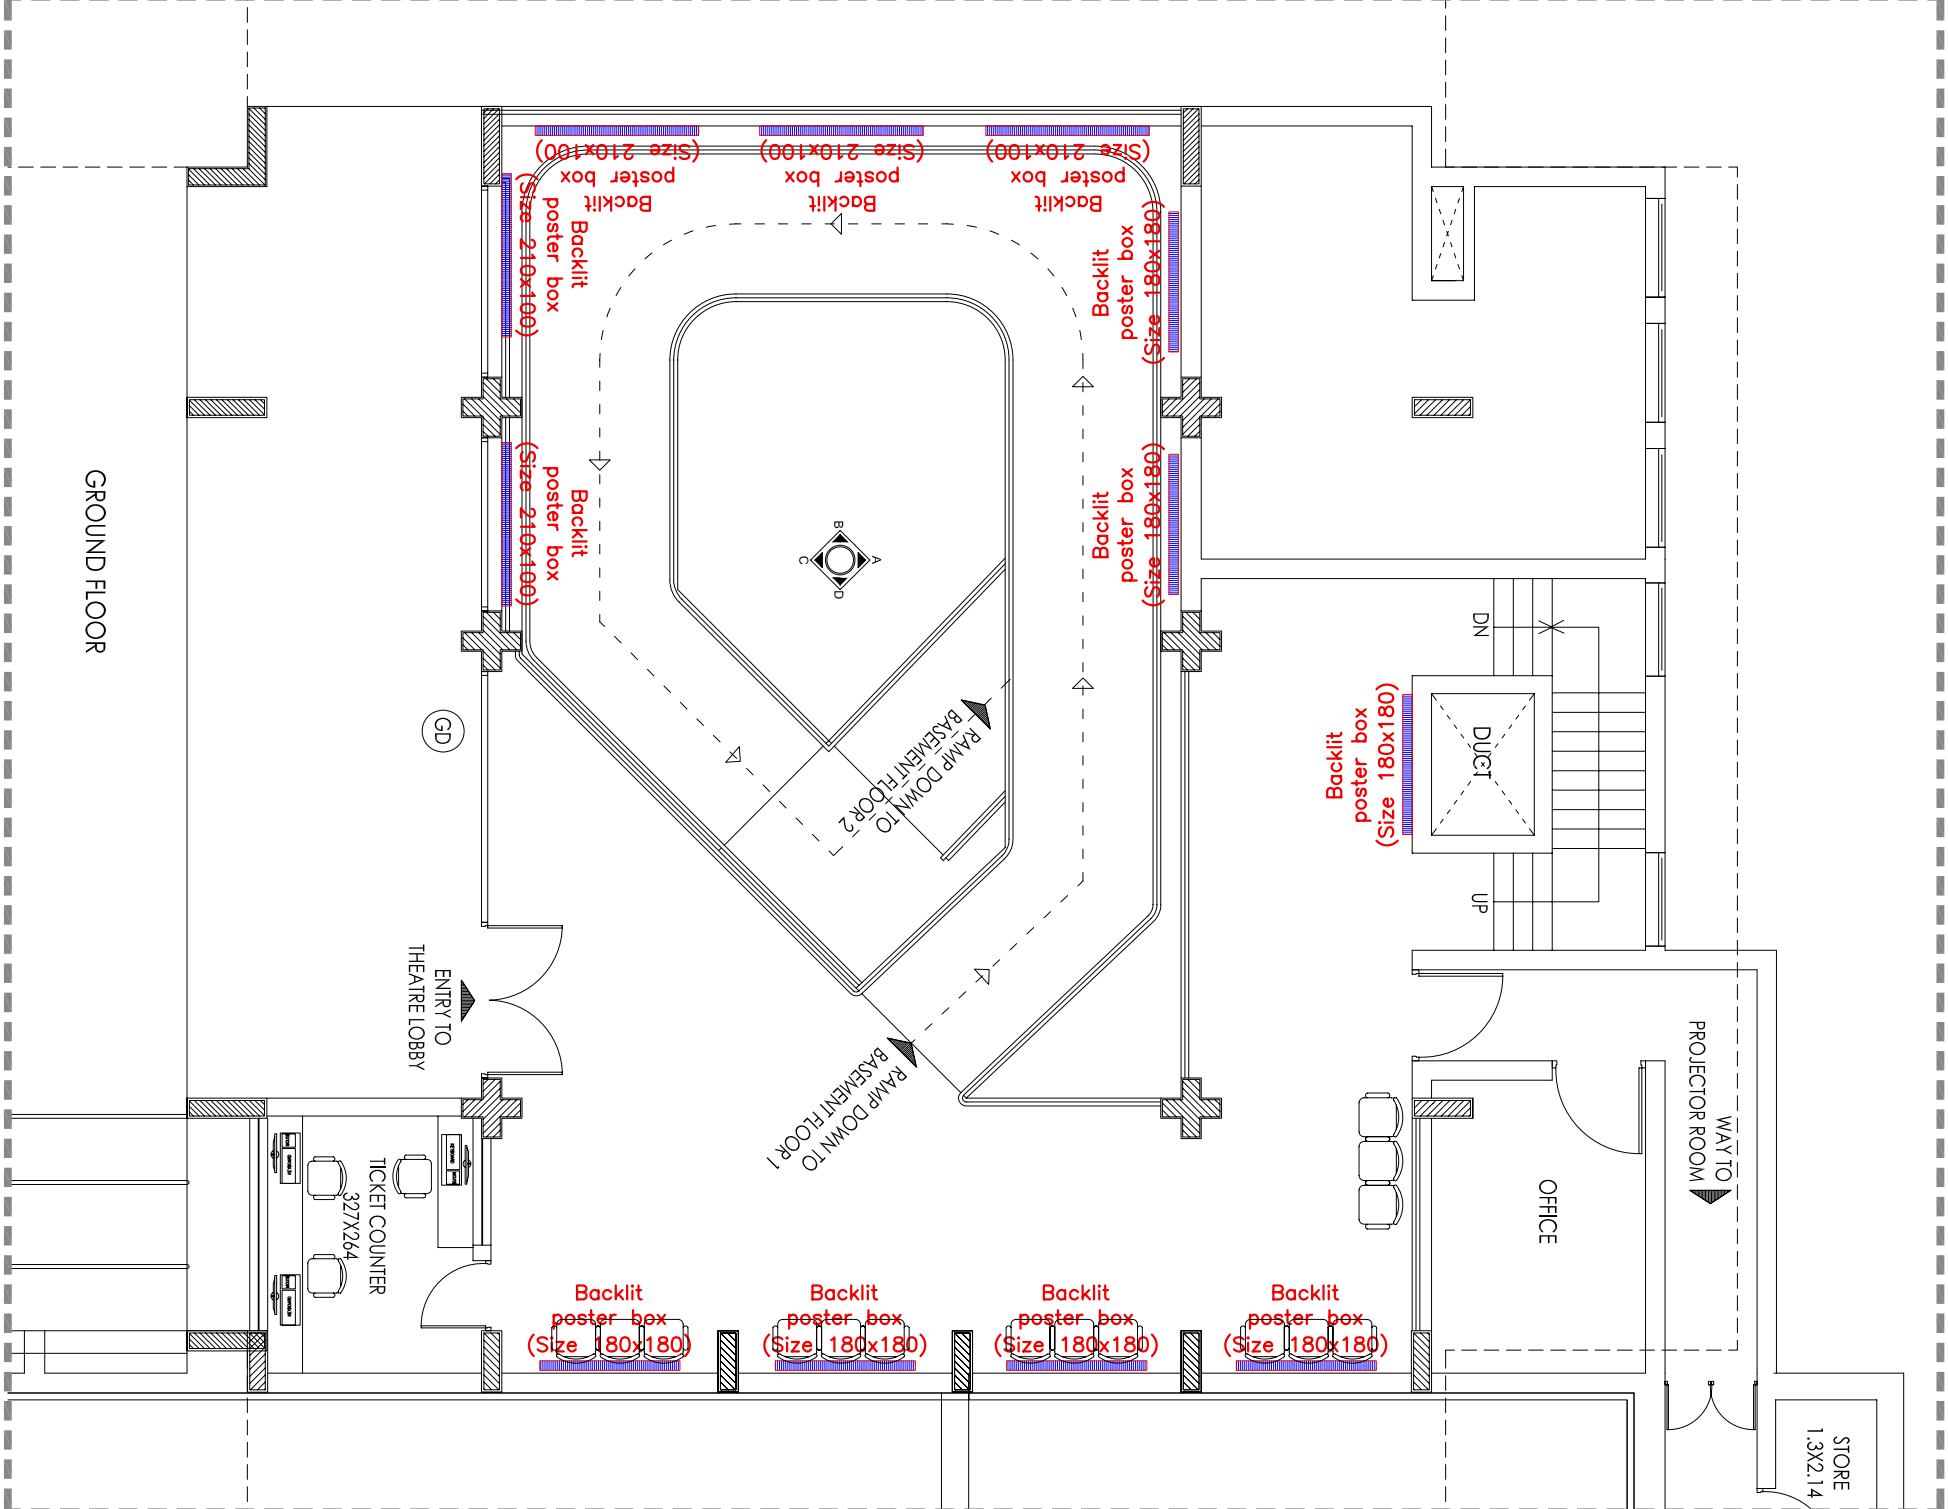 Backlit
poster box
(Size 210x100)
Backlit
poster box
(Size 210x100)
Backlit
poster box
(Size 210x100)
Backlit
poster box
(Size 210x100)
Backlit
poster box
(Size 180x180)
Backlit
poster box
(Size 210x100)
Backlit
poster box
(Size 180x180)
GROUND FLOOR
A
B
C
D
DN
DUCT
UP
Backlit
poster box
(Size 180x180)
GD
RAMP DOWN TO
BASEMENT FLOOR 2
ENTRY TO
THEATRE LOBBY
RAMP DOWN TO
BASEMENT FLOOR 1
WAY TO
PROJECTOR ROOM
OFFICE
TICKET COUNTER
327X264
Backlit
poster box
(Size 180x180)
Backlit
poster box
(Size 180x180)
Backlit
poster box
(Size 180x180)
Backlit
poster box
(Size 180x180)
STORE
1.3X2.14